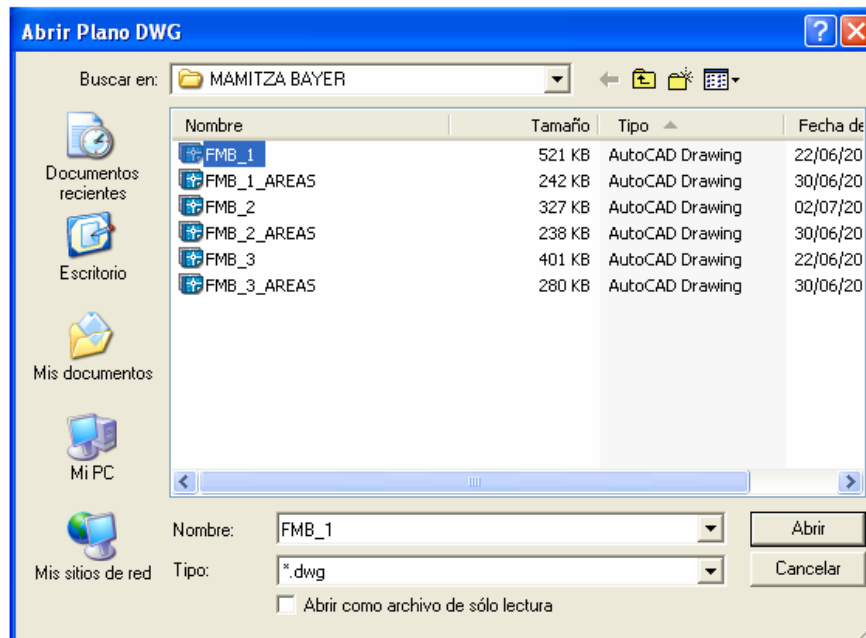 Abrir Plano DWG
Buscar en: MAMITZA BAYER
Documentos recientes
Escritorio
Mis documentos
Mi PC
Mis sitios de red
Nombre Tamaño Tipo Fecha de
FMB_1 521 KB AutoCAD Drawing 22/06/20
FMB_1_AREAS 242 KB AutoCAD Drawing 30/06/20
FMB_2 327 KB AutoCAD Drawing 02/07/20
FMB_2_AREAS 238 KB AutoCAD Drawing 30/06/20
FMB_3 401 KB AutoCAD Drawing 22/06/20
FMB_3_AREAS 280 KB AutoCAD Drawing 30/06/20
Nombre: FMB_1 Abrir
Tipo: *.dwg Cancelar
Abrir como archivo de sólo lectura